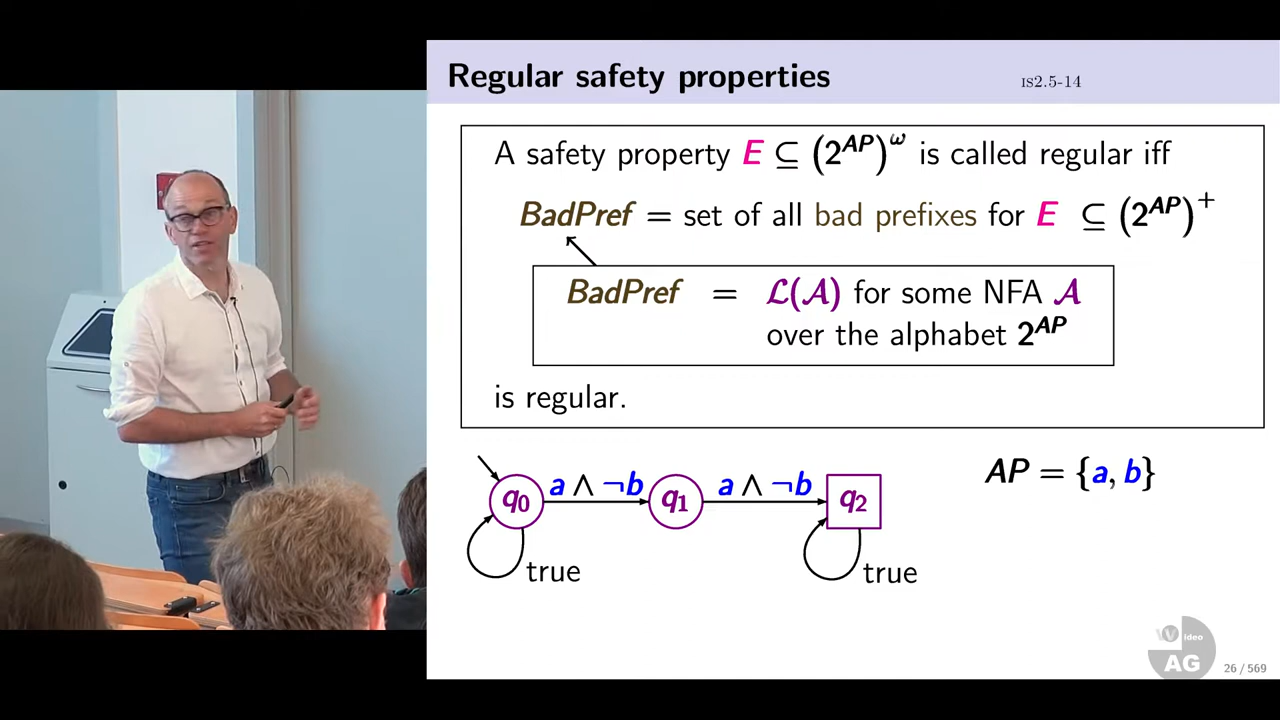 Regular safety properties IS2.5-14
A safety property E ⊆ (2^AP)^ω is called regular iff
BadPref = set of all bad prefixes for E ⊆ (2^AP)^+
BadPref = 𝓛(𝓐) for some NFA 𝓐
over the alphabet 2^AP
is regular.
AP = {a, b}
q₀ a ∧ ¬b q₁ a ∧ ¬b q₂
true true
Video
AG
26 / 569